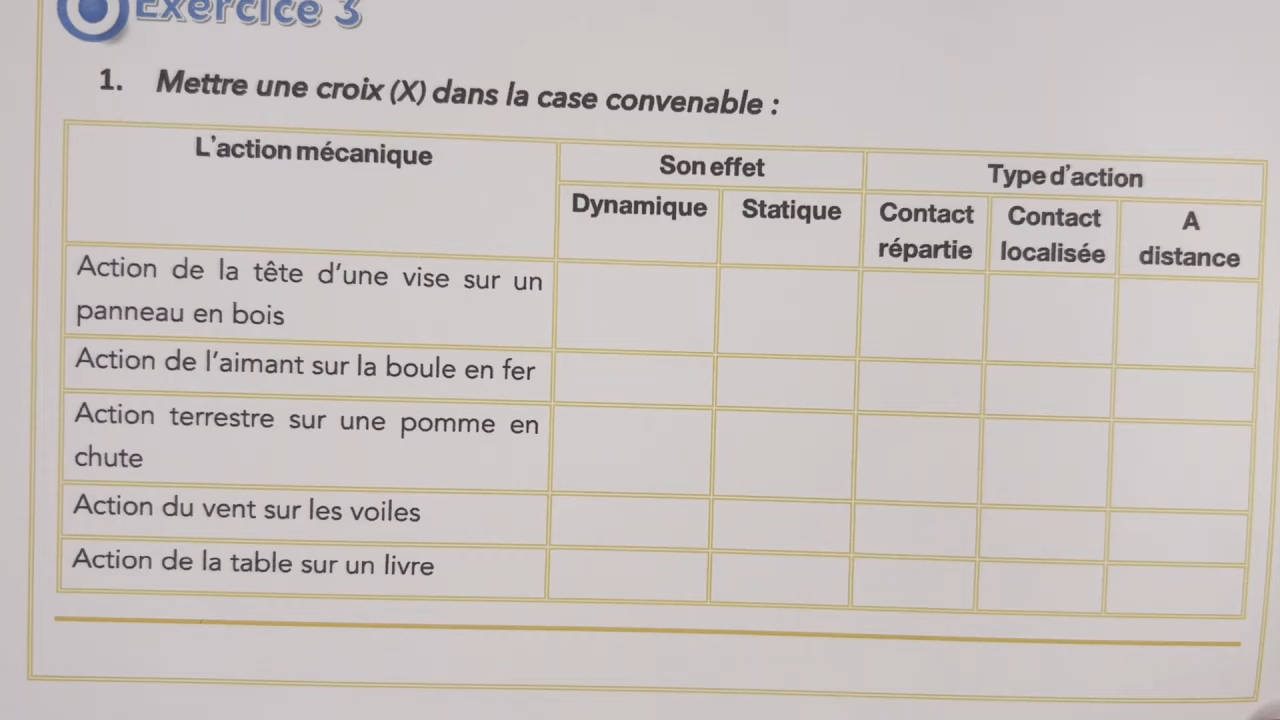 Exercice 3
1. Mettre une croix (X) dans la case convenable :
L'action mécanique
Son effet
Type d'action
Dynamique
Statique
Contact
répartie
Contact
localisée
A
distance
Action de la tête d'une vise sur un
panneau en bois
Action de l'aimant sur la boule en fer
Action terrestre sur une pomme en
chute
Action du vent sur les voiles
Action de la table sur un livre